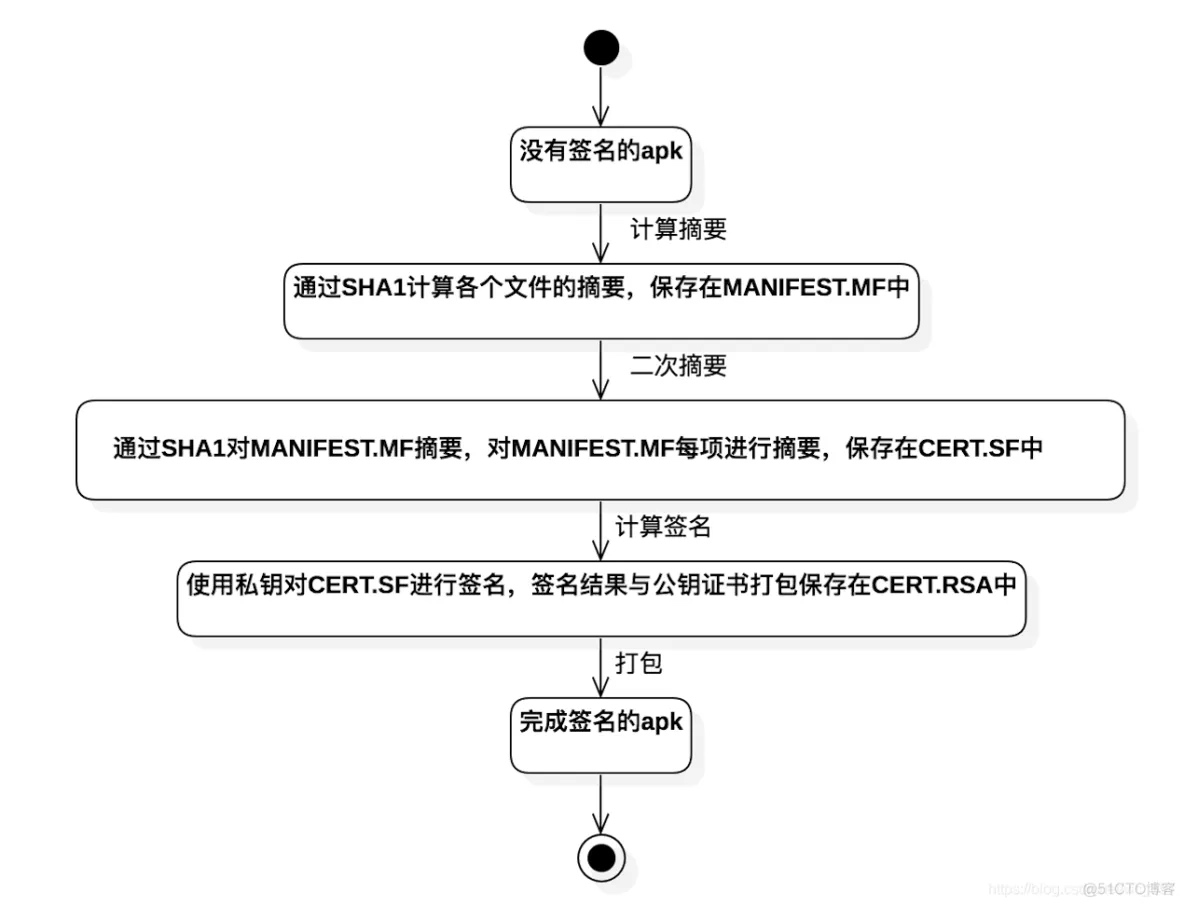 没有签名的apk
计算摘要
通过SHA1计算各个文件的摘要，保存在MANIFEST.MF中
二次摘要
通过SHA1对MANIFEST.MF摘要，对MANIFEST.MF每项进行摘要，保存在CERT.SF中
计算签名
使用私钥对CERT.SF进行签名，签名结果与公钥证书打包保存在CERT.RSA中
打包
完成签名的apk
https://blog.cs @51CTO博客